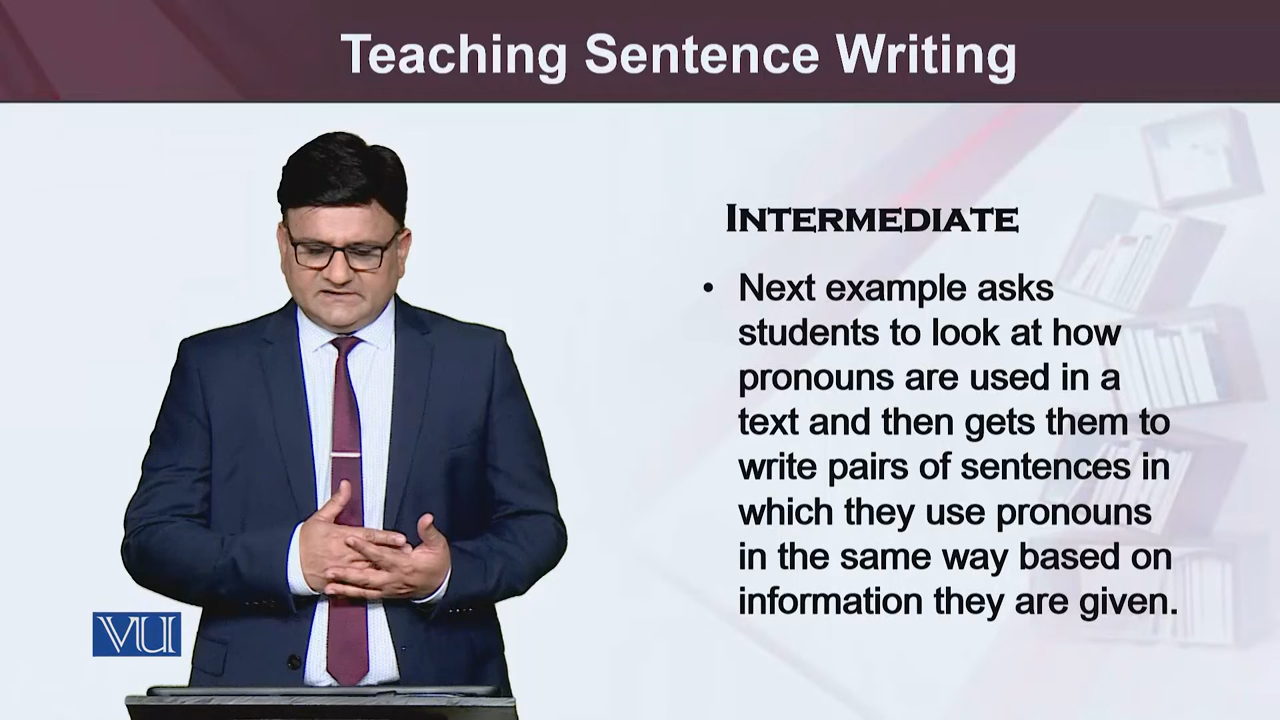 Teaching Sentence Writing
INTERMEDIATE
• Next example asks
students to look at how
pronouns are used in a
text and then gets them to
write pairs of sentences in
which they use pronouns
in the same way based on
information they are given.
VU